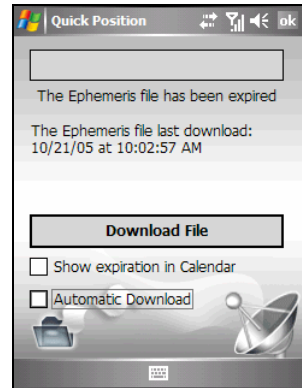 Quick Position ok
The Ephemeris file has been expired
The Ephemeris file last download:
10/21/05 at 10:02:57 AM
Download File
Show expiration in Calendar
Automatic Download